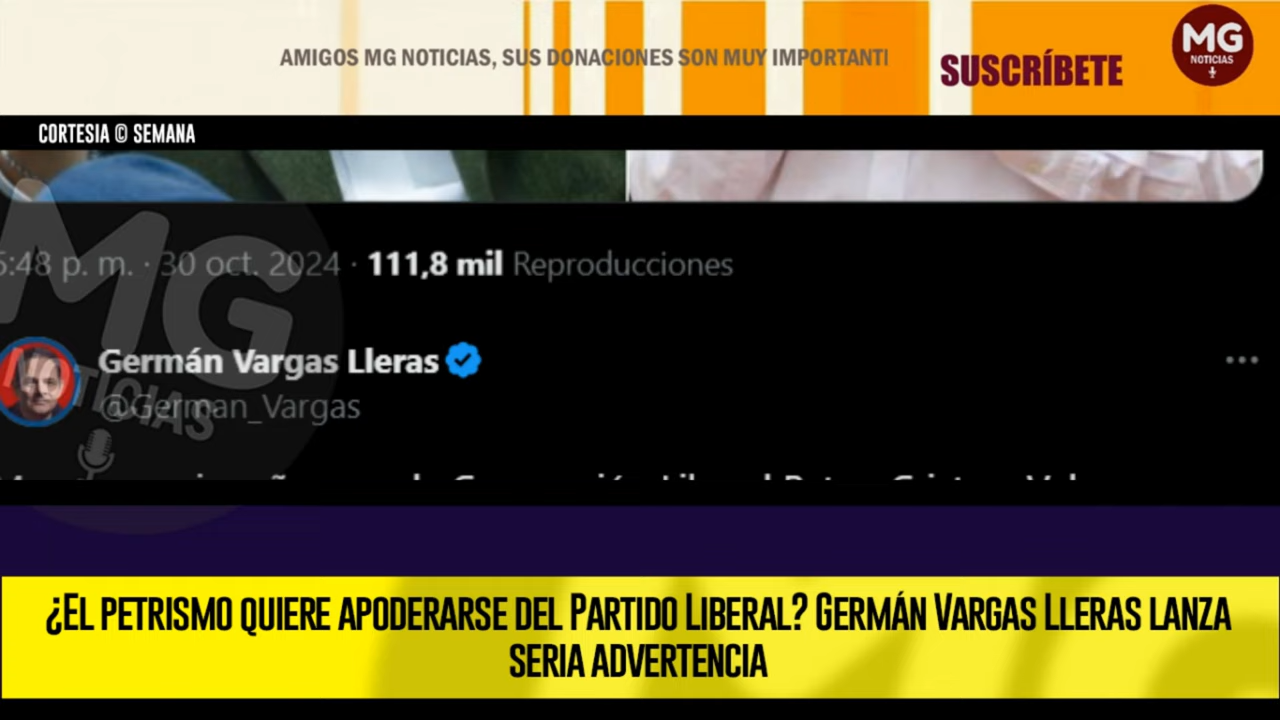 AMIGOS MG NOTICIAS, SUS DONACIONES SON MUY IMPORTANTI
SUSCRÍBETE
MG
NOTICIAS
CORTESIA © SEMANA
5:48 p. m. · 30 oct. 2024 · 111,8 mil Reproducciones
Germán Vargas Lleras
@German_Vargas
MG
NOTICIAS
¿El petrismo quiere apoderarse del Partido Liberal? Germán Vargas Lleras lanza
seria advertencia